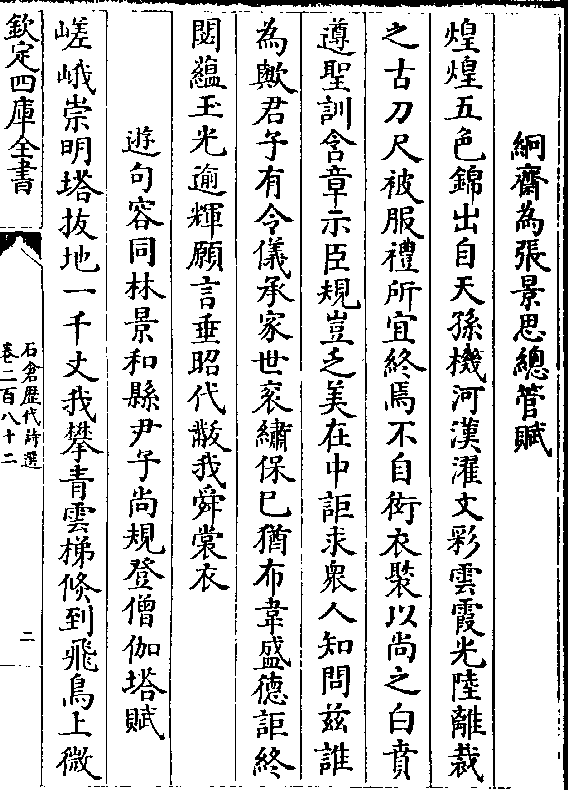 絅齋為張景思總管賦
煌煌五色錦出自天孫機河漢濯文彩雲霞光陸離裁
之古刀尺被服禮所宜終焉不自衒衣褧以尚之白賁
遵聖訓含章示臣規豈乏美在中詎求衆人知問兹誰
為歟君子有令儀承家世衮繡保已猶布韋盛德詎終
閟藴玉光逾輝願言垂昭代黻我舜裳衣
遊句容同林景和縣尹子尚規登僧伽塔賦
嵯峨崇明塔拔地一千丈我攀青雲梯倐到飛鳥上微
欽定四庫全書
石倉歷代詩選
卷二百八十二
二